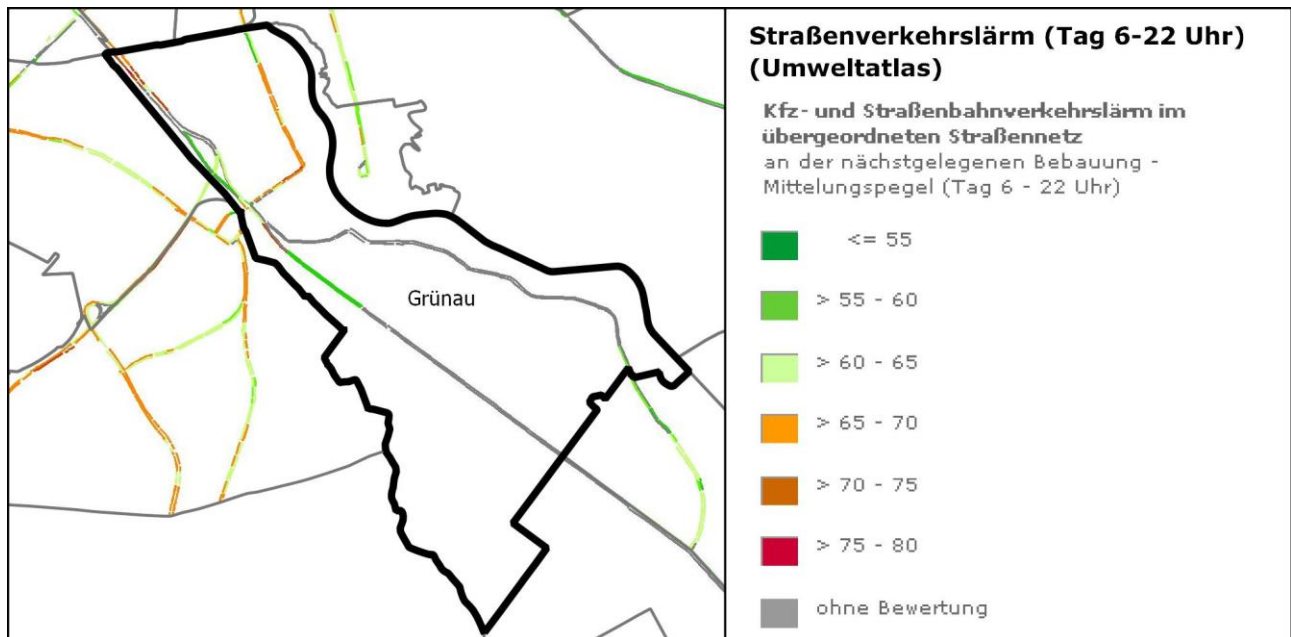 Grünau
Straßenverkehrslärm (Tag 6-22 Uhr)
(Umweltatlas)
Kfz- und Straßenbahnverkehrslärm im
übergeordneten Straßennetz
an der nächstgelegenen Bebauung -
Mittelungspegel (Tag 6 - 22 Uhr)
<= 55
> 55 - 60
> 60 - 65
> 65 - 70
> 70 - 75
> 75 - 80
ohne Bewertung